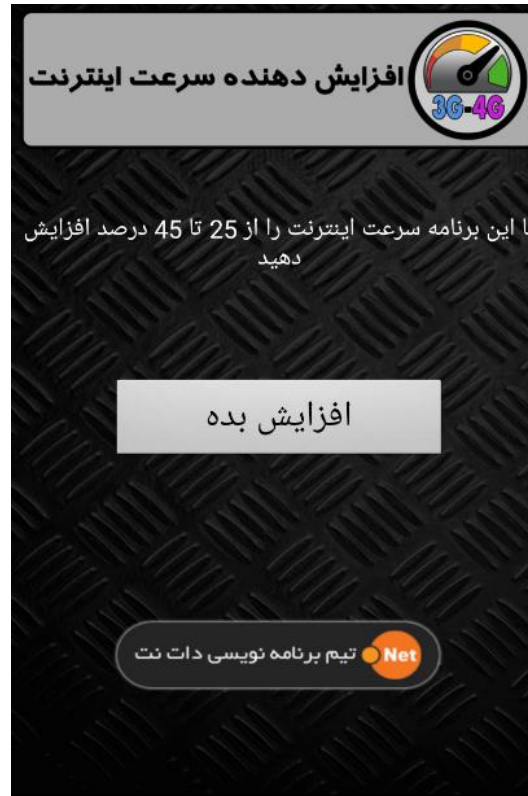 افزایش دهنده سرعت اینترنت
3G-4G
این برنامه سرعت اینترنت را از 25 تا 45 درصد افزایش
دهید
افزایش بده
تیم برنامه نویسی دات نت
Net